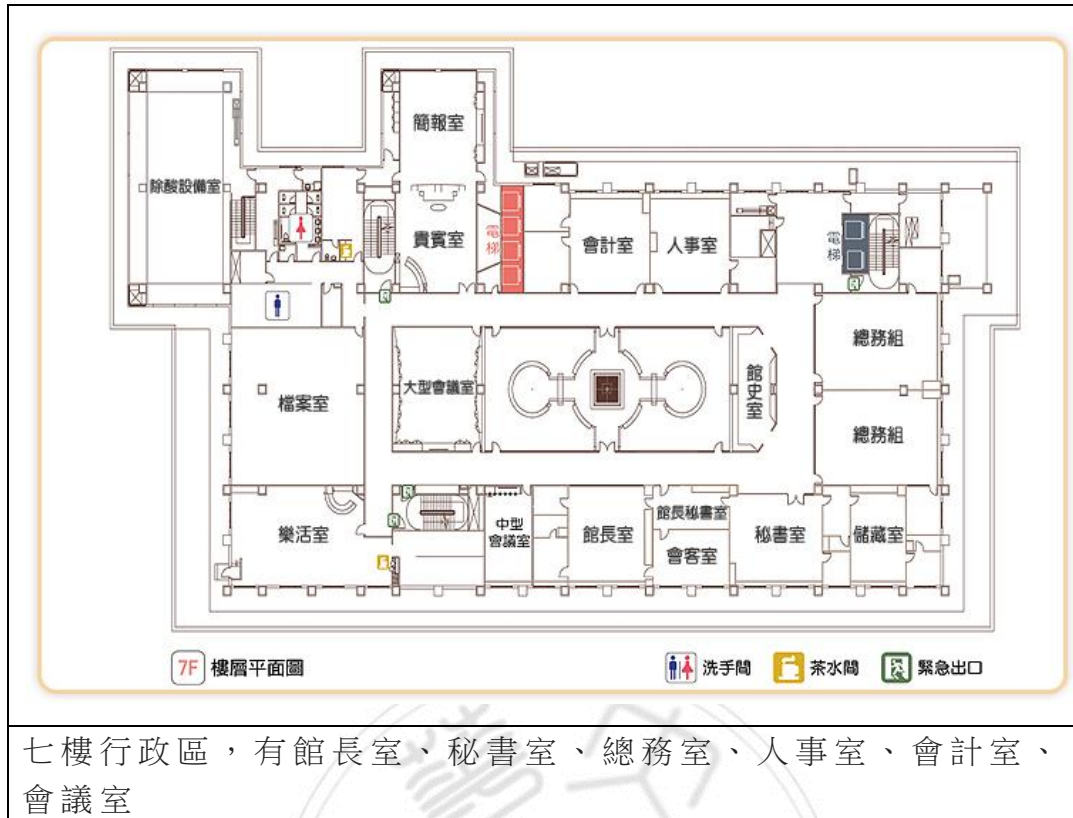 簡報室
除酸設備室
貴賓室
電梯
會計室
人事室
電梯
總務組
檔案室
大型會議室
館史室
總務組
樂活室
中型
會議室
館長室
館長秘書室
會客室
秘書室
儲藏室
7F 樓層平面圖
洗手間
茶水間
緊急出口
七樓行政區，有館長室、秘書室、總務室、人事室、會計室、
會議室